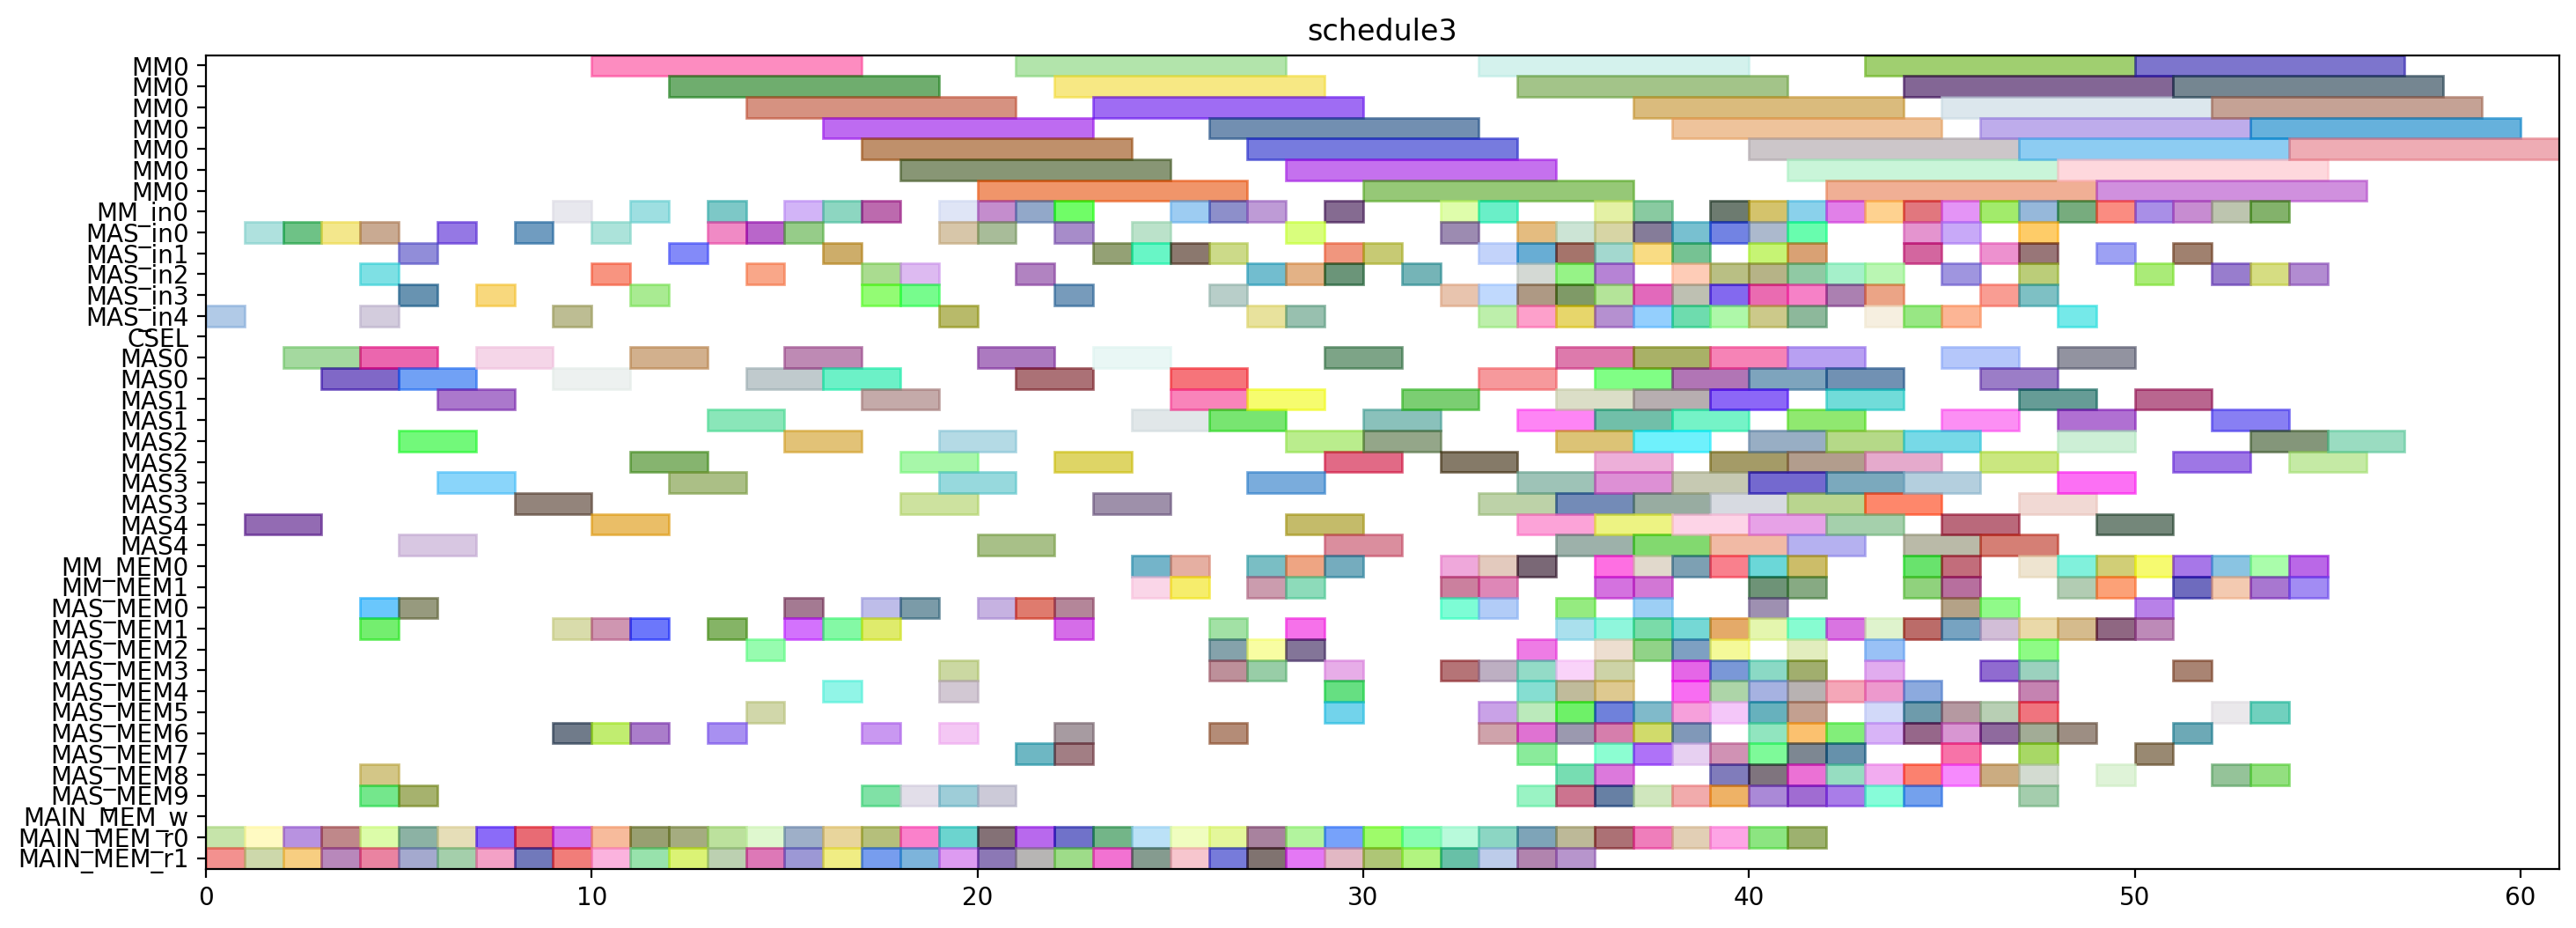 schedule3
MM0
MM0
MM0
MM0
MM0
MM0
MM0
MM_in0
MAS_in0
MAS_in1
MAS_in2
MAS_in3
MAS_in4
CSEL
MAS0
MAS0
MAS1
MAS1
MAS2
MAS2
MAS3
MAS3
MAS4
MAS4
MM_MEM0
MM_MEM1
MAS_MEM0
MAS_MEM1
MAS_MEM2
MAS_MEM3
MAS_MEM4
MAS_MEM5
MAS_MEM6
MAS_MEM7
MAS_MEM8
MAS_MEM9
MAIN_MEM_w
MAIN_MEM_r0
MAIN_MEM_r1
0 10 20 30 40 50 60